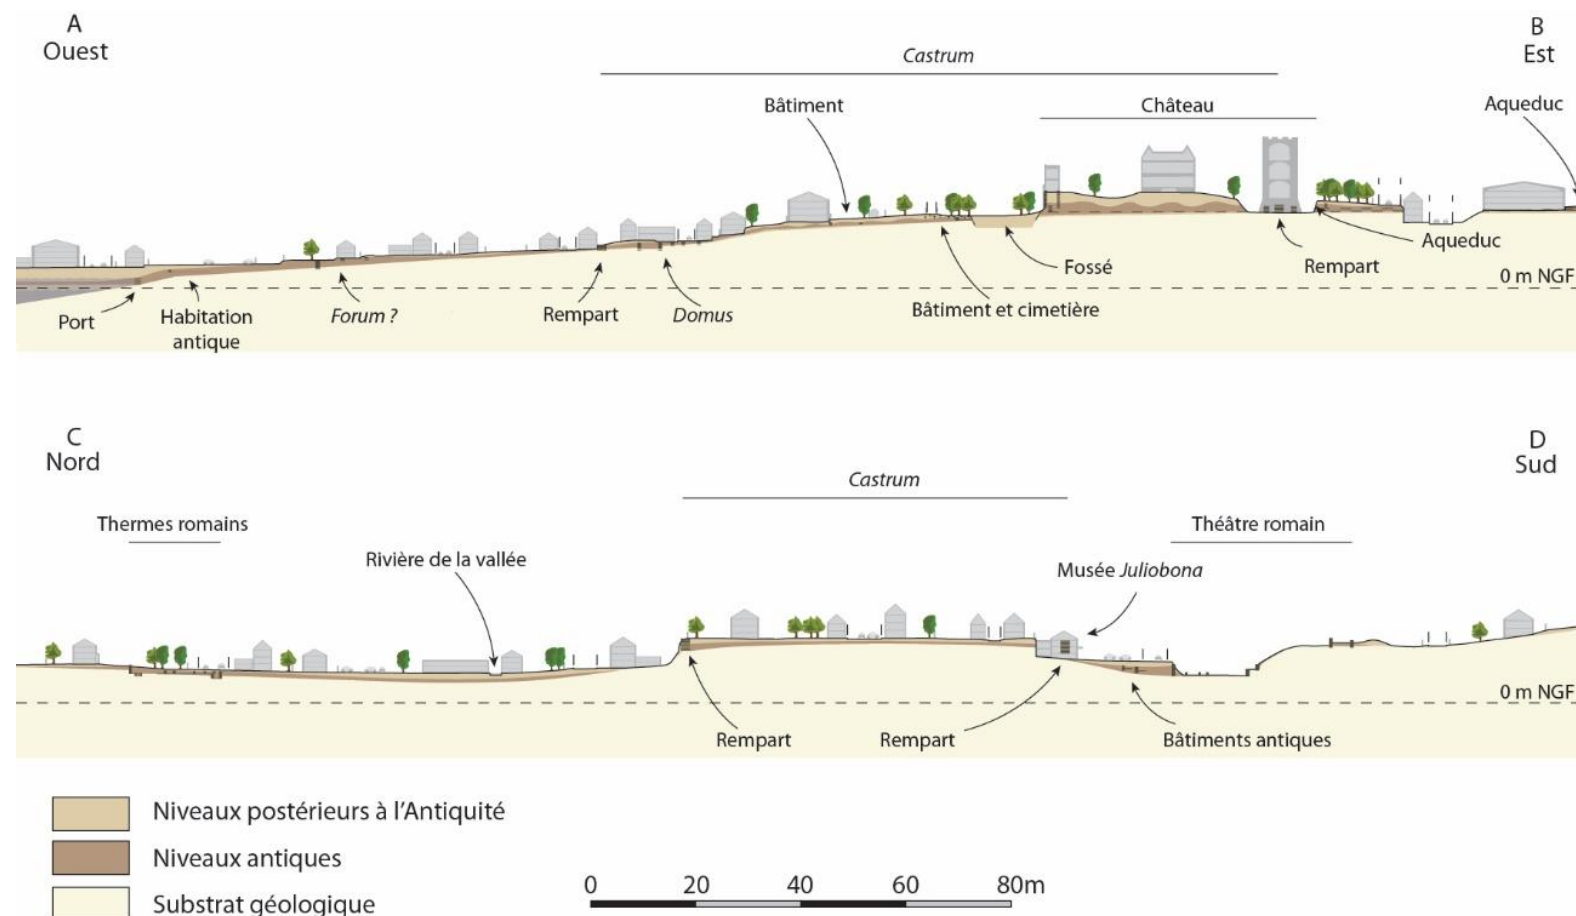 A
Ouest
B
Est
Castrum
Bâtiment
Château
Aqueduc
Fossé
Aqueduc
Rempart
0 m NGF
Port
Habitation
antique
Forum ?
Rempart
Domus
Bâtiment et cimetière
C
Nord
D
Sud
Castrum
Thermes romains
Théâtre romain
Rivière de la vallée
Musée Juliobona
0 m NGF
Rempart
Rempart
Bâtiments antiques
Niveaux postérieurs à l'Antiquité
Niveaux antiques
Substrat géologique
0 20 40 60 80m